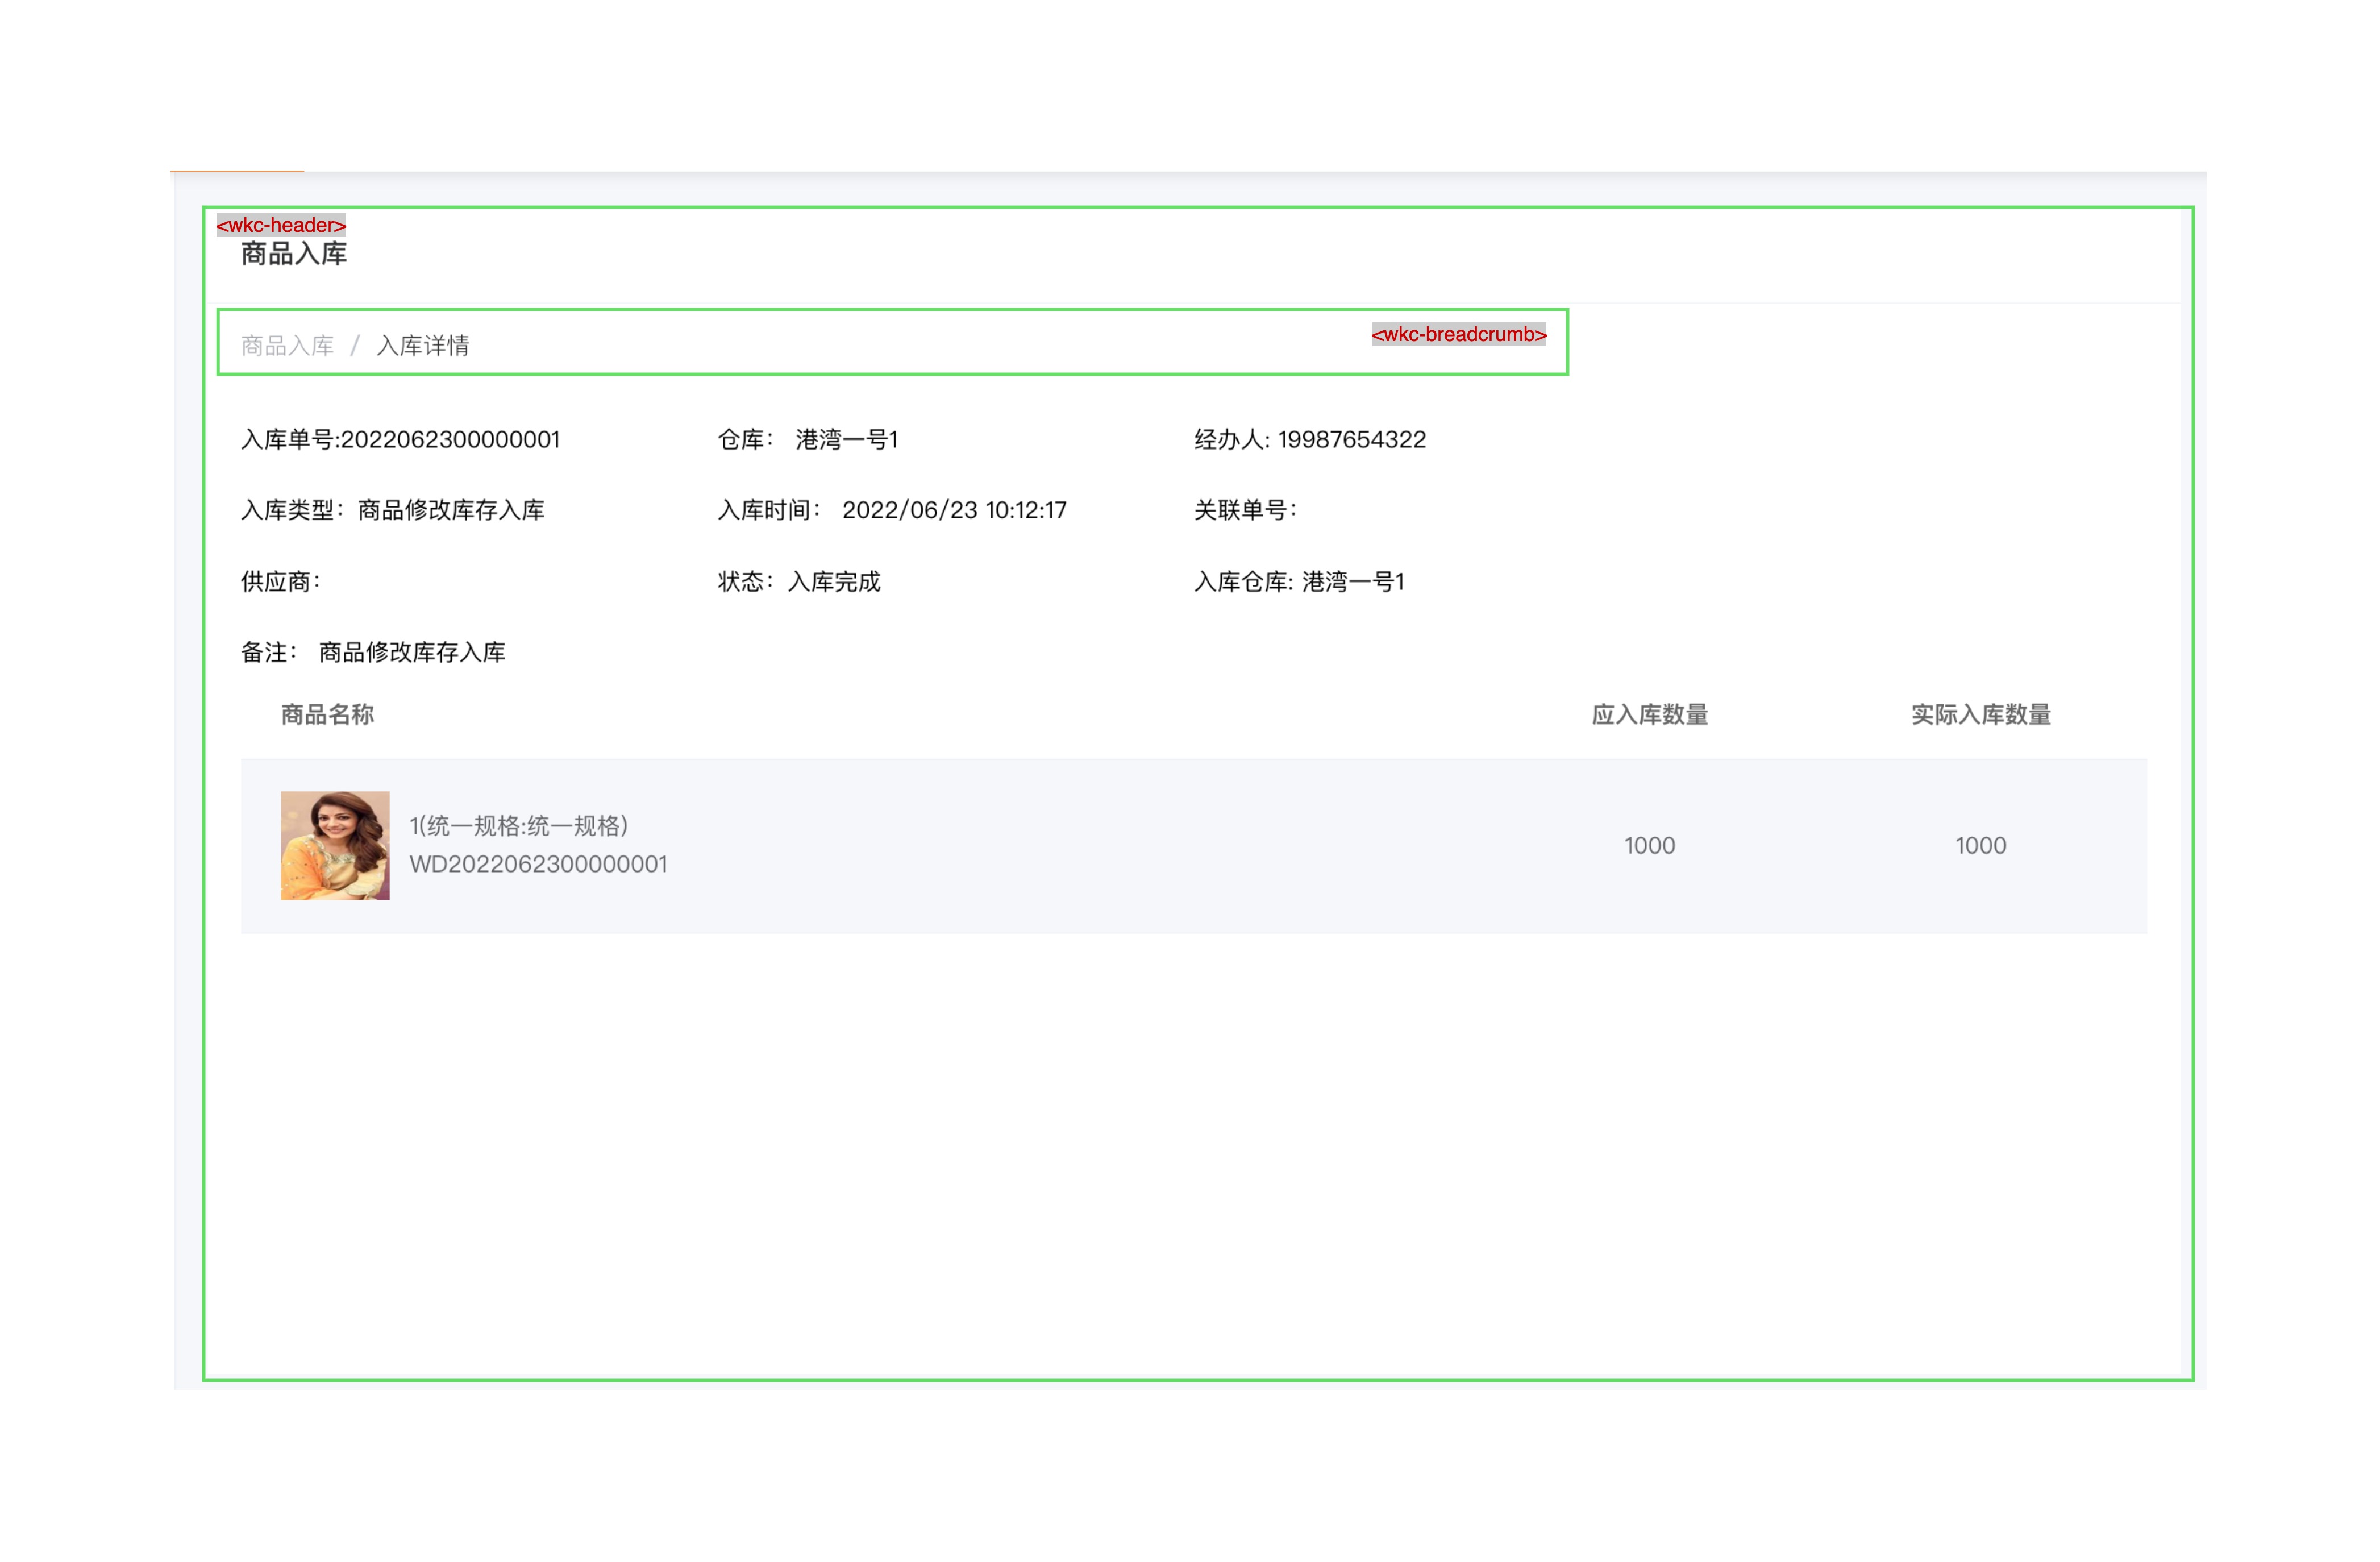 <wkc-header>
商品入库
商品入库 / 入库详情
<wkc-breadcrumb>
入库单号:2022062300000001
仓库： 港湾一号1
经办人: 19987654322
入库类型：商品修改库存入库
入库时间： 2022/06/23 10:12:17
关联单号：
供应商：
状态：入库完成
入库仓库: 港湾一号1
备注： 商品修改库存入库
商品名称 应入库数量 实际入库数量
1(统一规格:统一规格)
WD2022062300000001
1000 1000